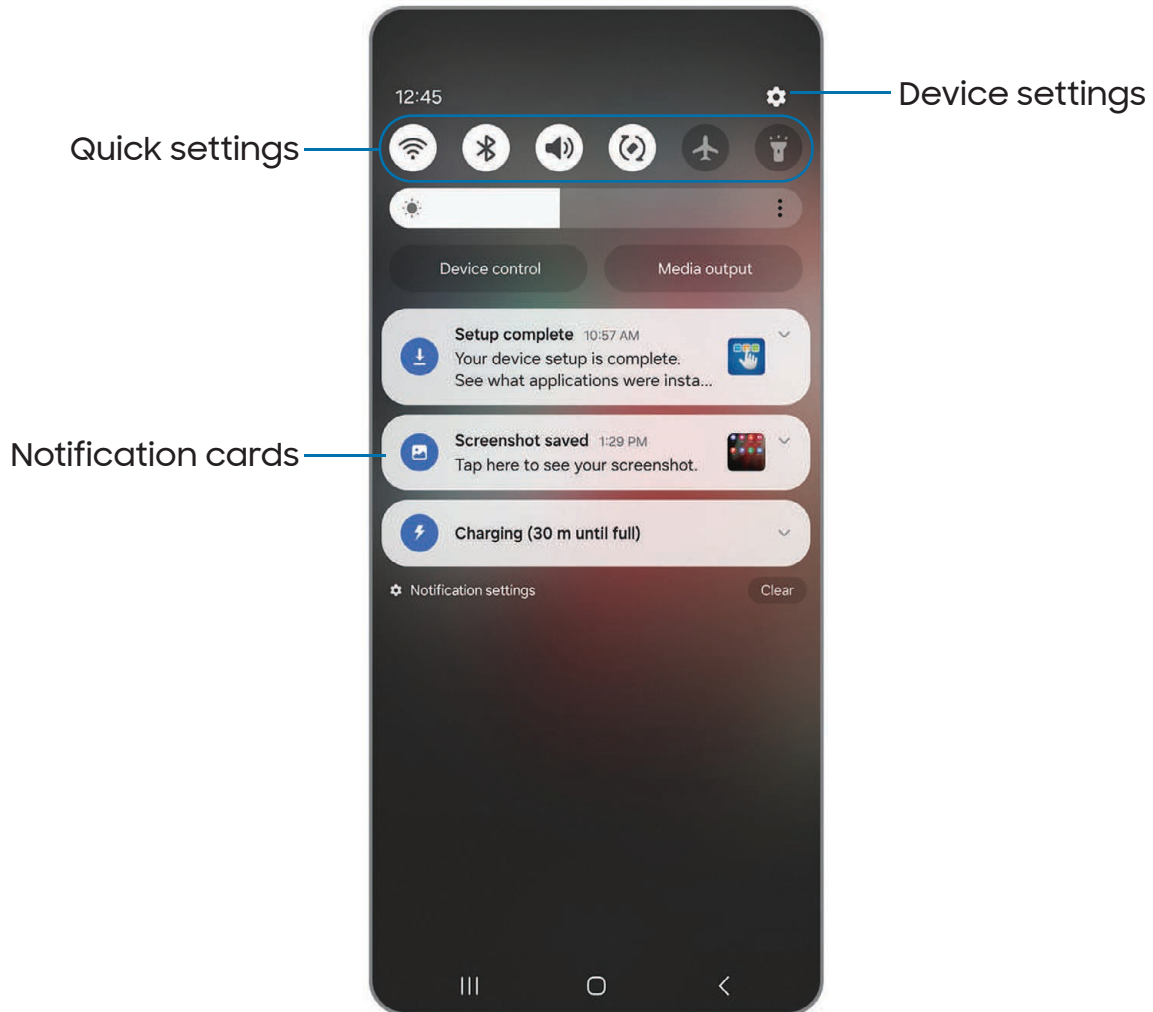 12:45
Device settings
Quick settings
Device control
Media output
Setup complete 10:57 AM
Your device setup is complete.
See what applications were insta...
Notification cards
Screenshot saved 1:29 PM
Tap here to see your screenshot.
Charging (30 m until full)
Notification settings
Clear